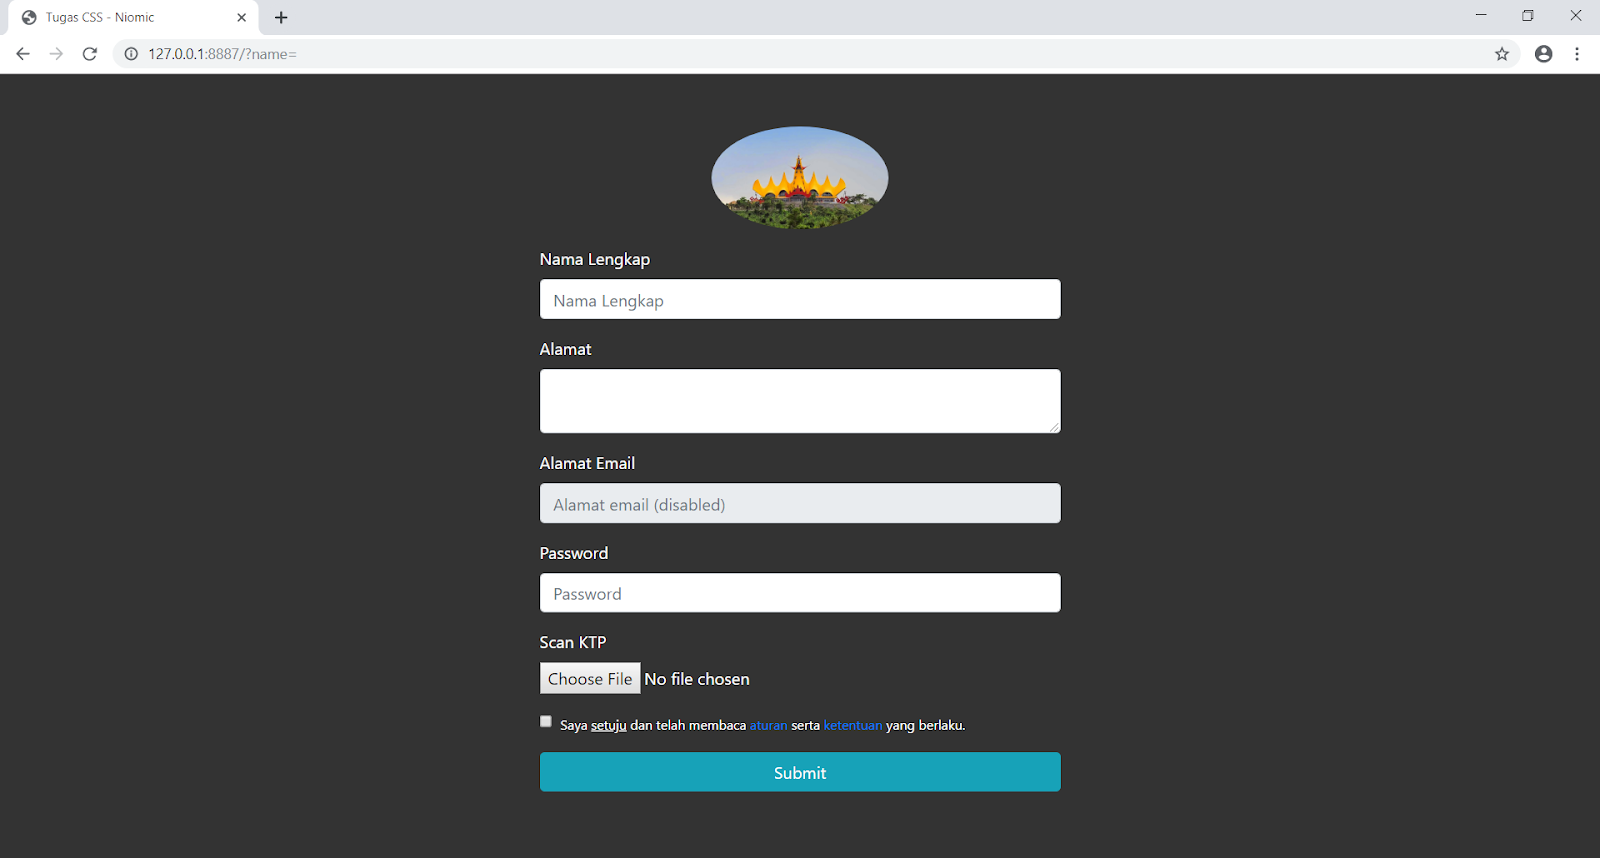 Tugas CSS - Niomic
127.0.0.1:8887/?name=
Nama Lengkap
Nama Lengkap
Alamat
Alamat Email
Alamat email (disabled)
Password
Password
Scan KTP
Choose File No file chosen
Saya setuju dan telah membaca aturan serta ketentuan yang berlaku.
Submit